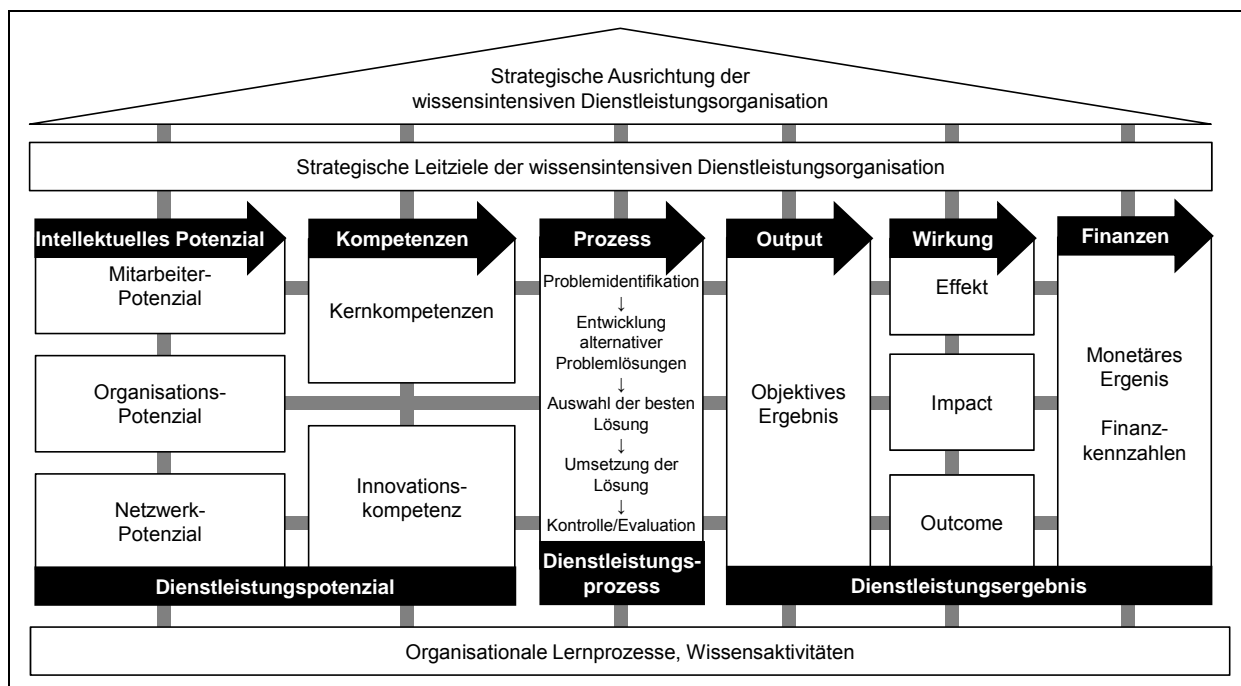 Strategische Ausrichtung der
wissensintensiven Dienstleistungsorganisation
Strategische Leitziele der wissensintensiven Dienstleistungsorganisation
Intellektuelles Potenzial
Mitarbeiter-
Potenzial
Organisations-
Potenzial
Netzwerk-
Potenzial
Kompetenzen
Kernkompetenzen
Innovations-
kompetenz
Dienstleistungspotenzial
Prozess
Problemidentifikation
↓
Entwicklung
alternativer
Problemlösungen
↓
Auswahl der besten
Lösung
↓
Umsetzung der
Lösung
↓
Kontrolle/Evaluation
Dienstleistungs-
prozess
Output
Objektives
Ergebnis
Wirkung
Effekt
Impact
Outcome
Finanzen
Monetäres
Ergenis
Finanz-
kennzahlen
Dienstleistungsergebnis
Organisationale Lernprozesse, Wissensaktivitäten